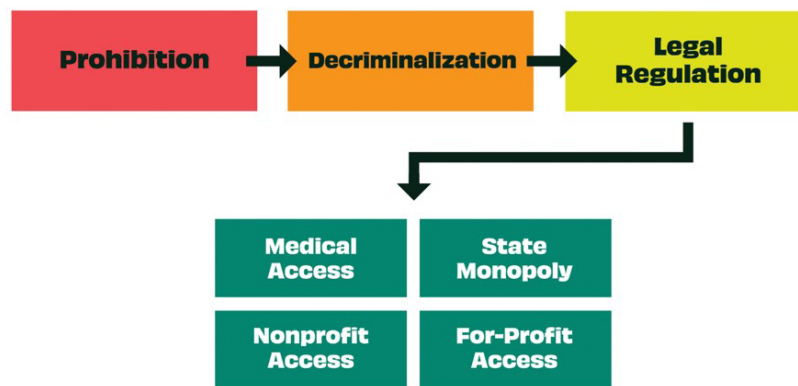 Prohibition
Decriminalization
Legal
Regulation
Medical
Access
State
Monopoly
Nonprofit
Access
For-Profit
Access